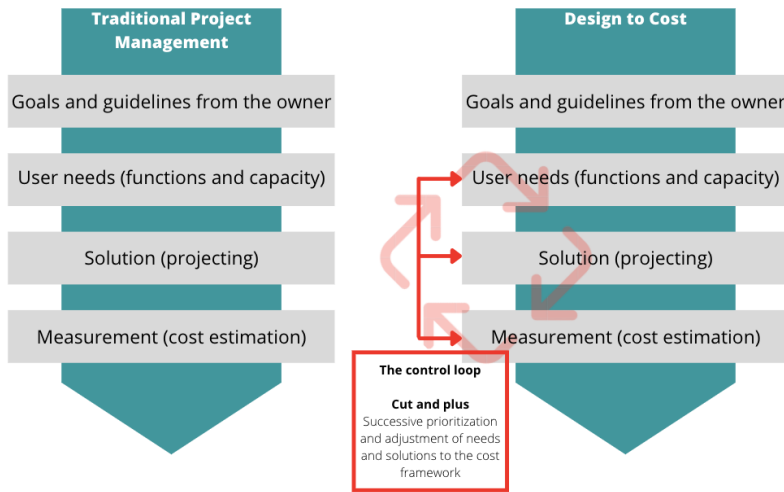 Traditional Project
Management
Goals and guidelines from the owner
User needs (functions and capacity)
Solution (projecting)
Measurement (cost estimation)
Design to Cost
Goals and guidelines from the owner
User needs (functions and capacity)
Solution (projecting)
Measurement (cost estimation)
The control loop
Cut and plus
Successive prioritization
and adjustment of needs
and solutions to the cost
framework